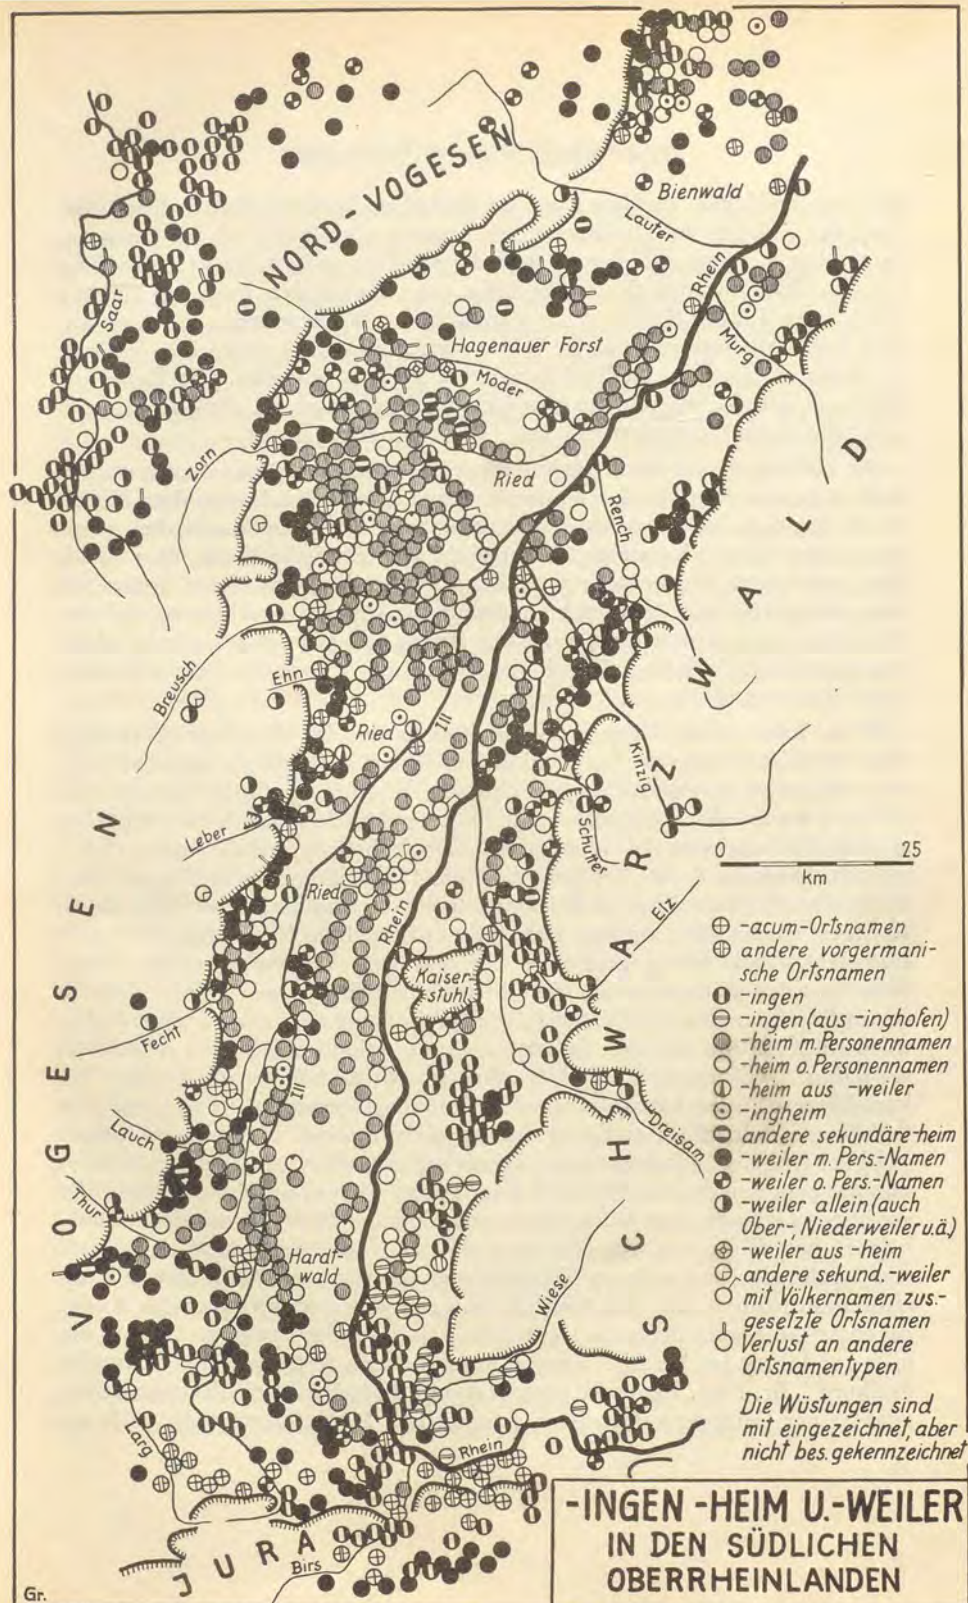 NORD-VOGESEN
Bienwald
Lauter
Rhein
Saar
Hagenauer Forst
Moder
Murg
Zorn
Ried
Rench
Breusch
Ehn
Ried
Ill
Kinzig
Leber
Schutter
Ried
Rhein
Elz
Kaiser-
stuhl
Fecht
Ill
Lauch
Dreisam
Thur
Hardt-
wald
Wiese
Larg
Rhein
Birs
VOGESEN
SCHWARZWALD
JURA
0 25
km
-acum-Ortsnamen
andere vorgermani-
sche Ortsnamen
-ingen
-ingen (aus -inghofen)
-heim m. Personennamen
-heim o. Personennamen
-heim aus -weiler
-ingheim
andere sekundäre-heim
-weiler m. Pers.-Namen
-weiler o. Pers.-Namen
-weiler allein (auch
Ober-, Niederweiler u.ä.)
-weiler aus -heim
andere sekund.-weiler
mit Völkernamen zus.-
gesetzte Ortsnamen
Verlust an andere
Ortsnamentypen
Die Wüstungen sind
mit eingezeichnet, aber
nicht bes. gekennzeichnet
-INGEN -HEIM U.-WEILER
IN DEN SÜDLICHEN
OBERRHEINLANDEN
Gr.